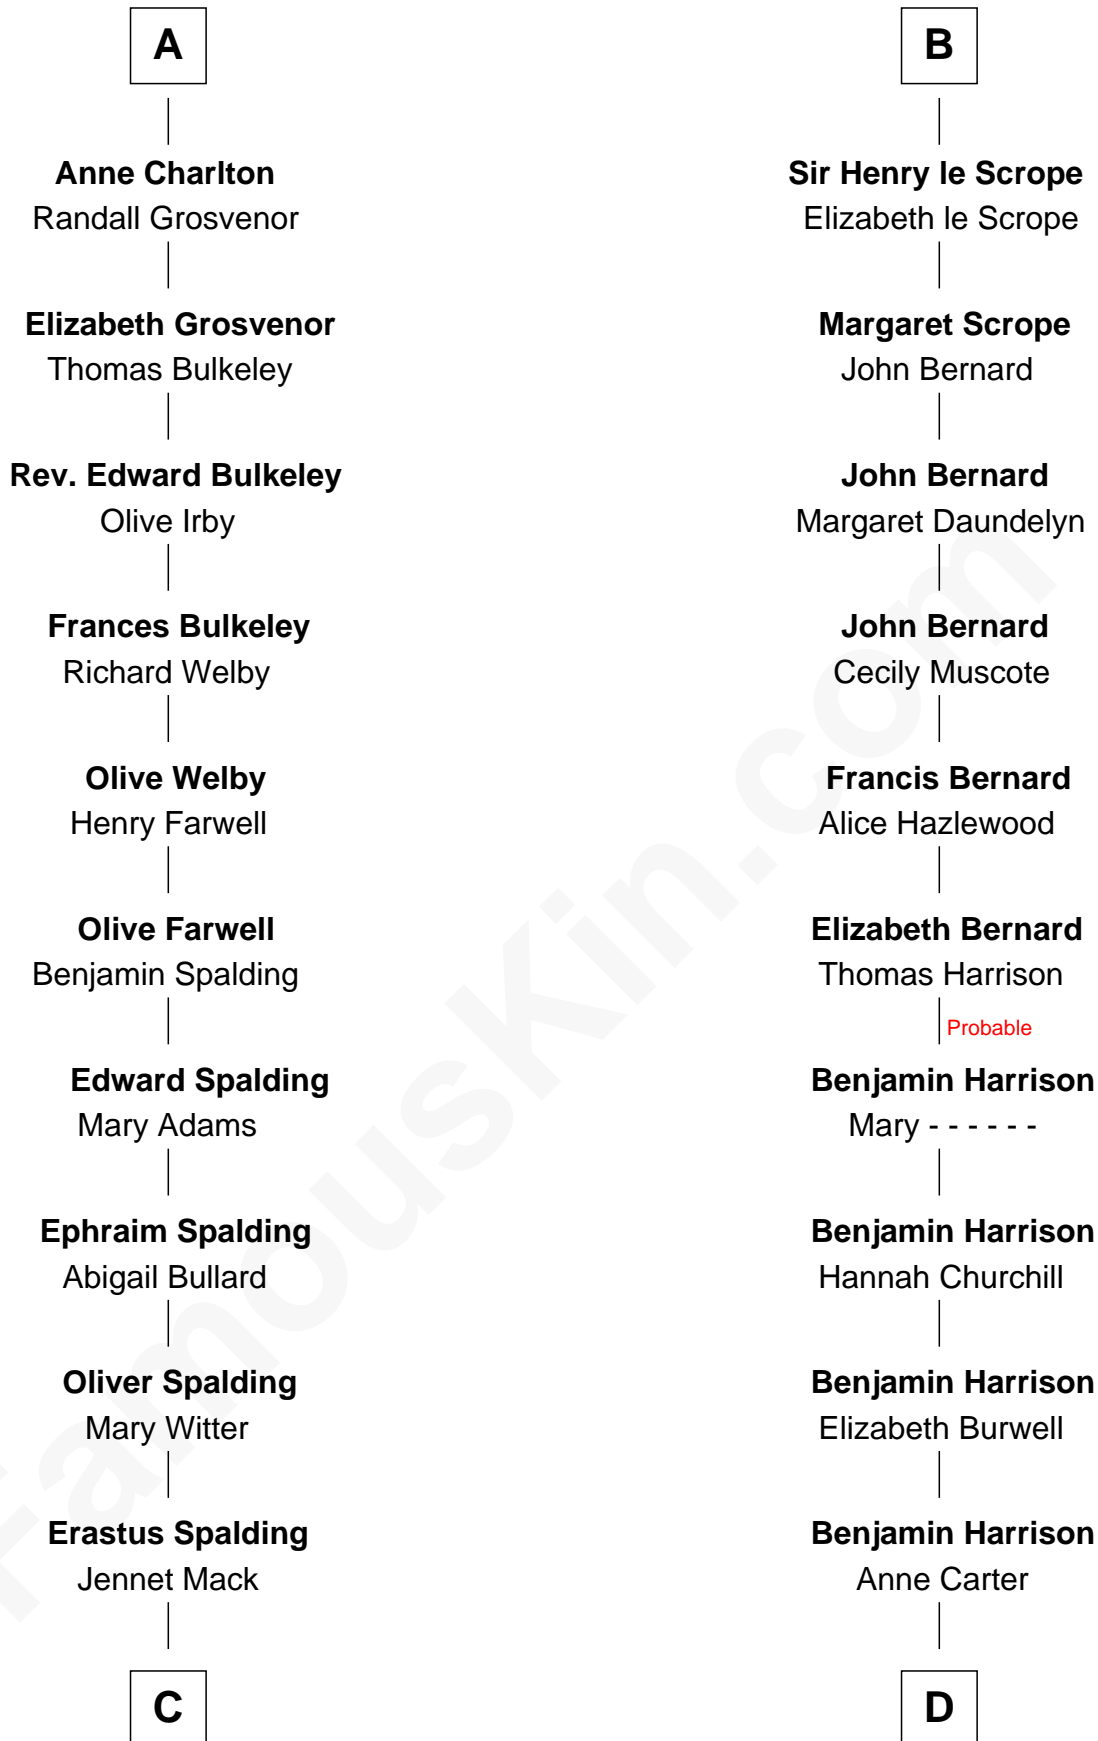 A
Anne Charlton
Randall Grosvenor
Elizabeth Grosvenor
Thomas Bulkeley
Rev. Edward Bulkeley
Olive Irby
Frances Bulkeley
Richard Welby
Olive Welby
Henry Farwell
Olive Farwell
Benjamin Spalding
Edward Spalding
Mary Adams
Ephraim Spalding
Abigail Bullard
Oliver Spalding
Mary Witter
Erastus Spalding
Jennet Mack
C
B
Sir Henry le Scrope
Elizabeth le Scrope
Margaret Scrope
John Bernard
John Bernard
Margaret Daundelyn
John Bernard
Cecily Muscote
Francis Bernard
Alice Hazlewood
Elizabeth Bernard
Thomas Harrison
Probable
Benjamin Harrison
Mary - - - - - -
Benjamin Harrison
Hannah Churchill
Benjamin Harrison
Elizabeth Burwell
Benjamin Harrison
Anne Carter
D
FamousKin.com